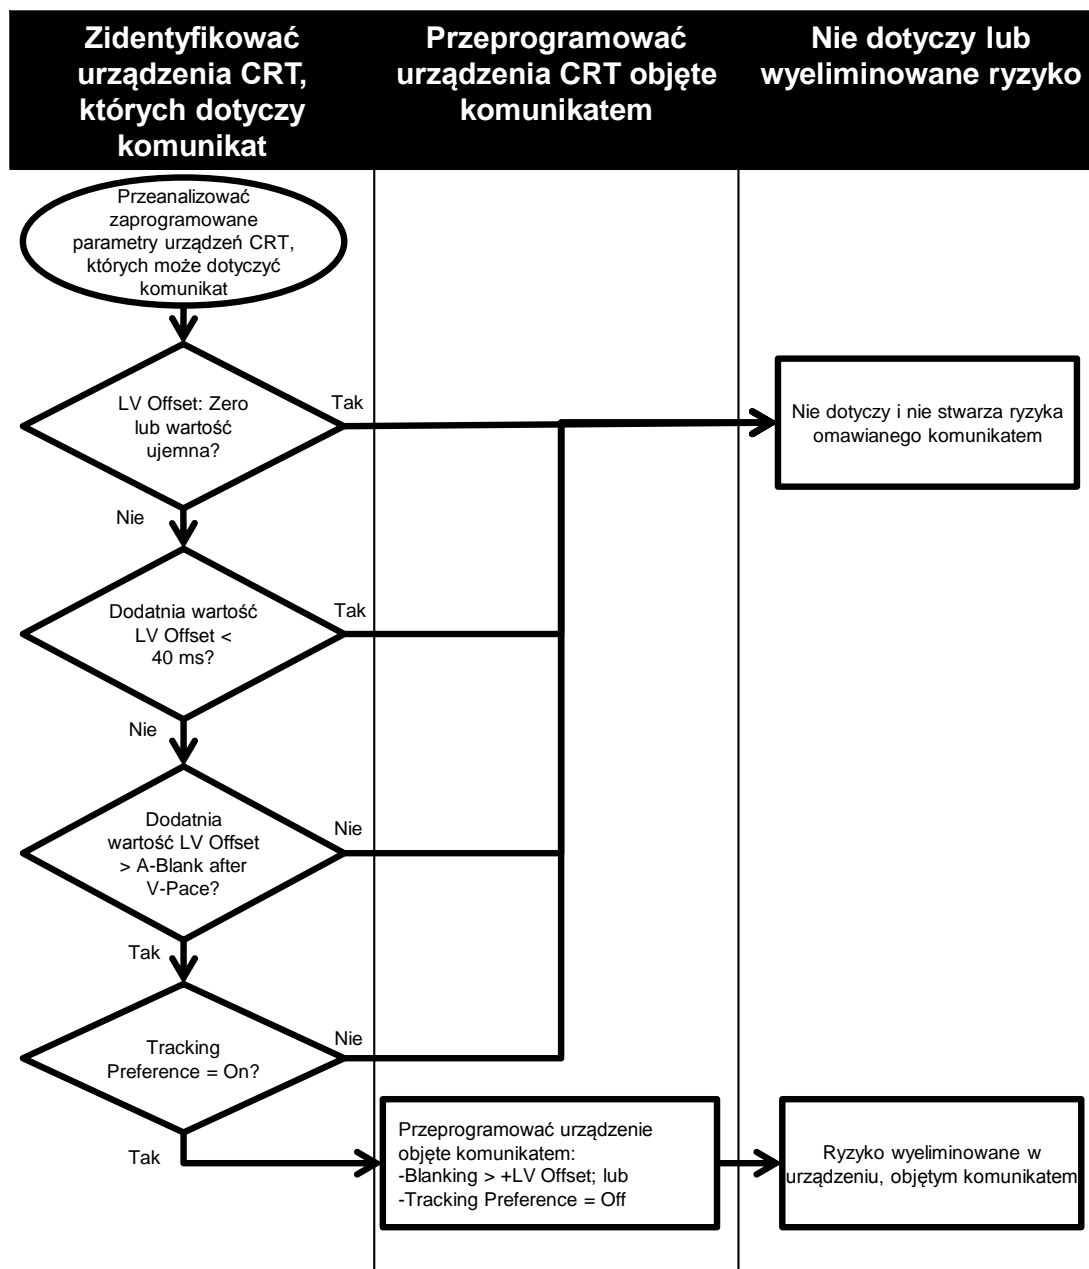 Zidentyfikować
urządzenia CRT,
których dotyczy
komunikat
Przeprogramować
urządzenia CRT objęte
komunikatem
Nie dotyczy lub
wyeliminowane ryzyko
Przeanalizować
zaprogramowane
parametry urządzeń CRT,
których może dotyczyć
komunikat
LV Offset: Zero
lub wartość
ujemna?
Tak
Nie dotyczy i nie stwarza ryzyka
omawianego komunikatem
Nie
Dodatnia wartość
LV Offset <
40 ms?
Tak
Nie
Dodatnia
wartość LV Offset
> A-Blank after
V-Pace?
Nie
Tak
Tracking
Preference = On?
Nie
Tak
Przeprogramować urządzenie
objęte komunikatem:
-Blanking > +LV Offset; lub
-Tracking Preference = Off
Ryzyko wyeliminowane w
urządzeniu, objętym komunikatem